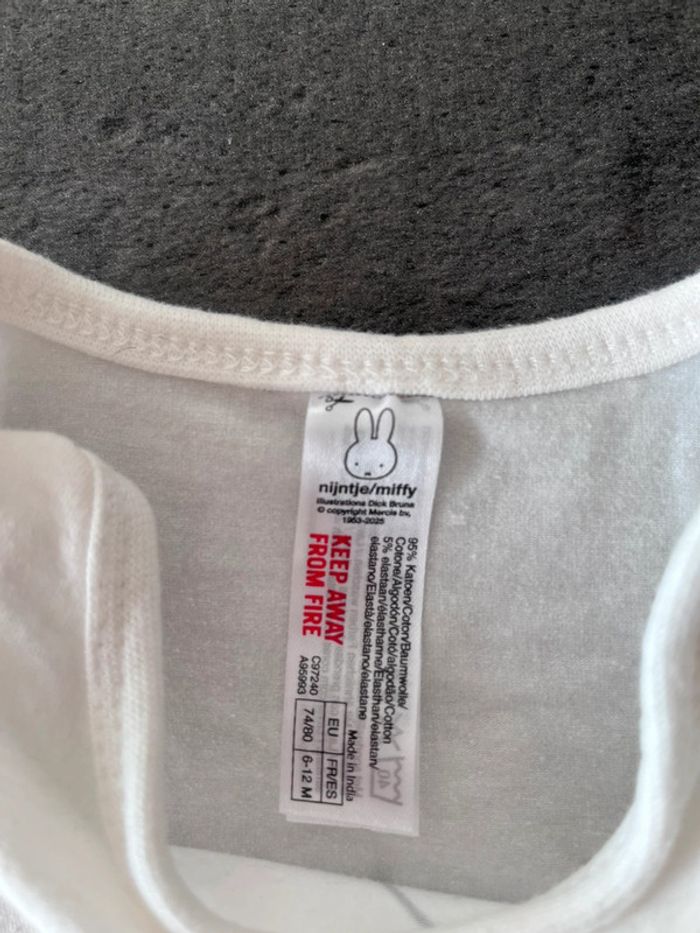 nijntje/miffy
Illustrations Dick Bruna
© copyright Mercis bv,
1953-2025
95% Katoen/Coton/Baumwolle/
Cotone/Algodón/Cotó/algodão/Cotton
5% elastaan/élasthanne/Elasthan/elastan/
elastano/Elastà/elastano/elastane
KEEP AWAY
FROM FIRE
C97240
A95993
Made in India
EU FR/ES
74/80 6-12 M